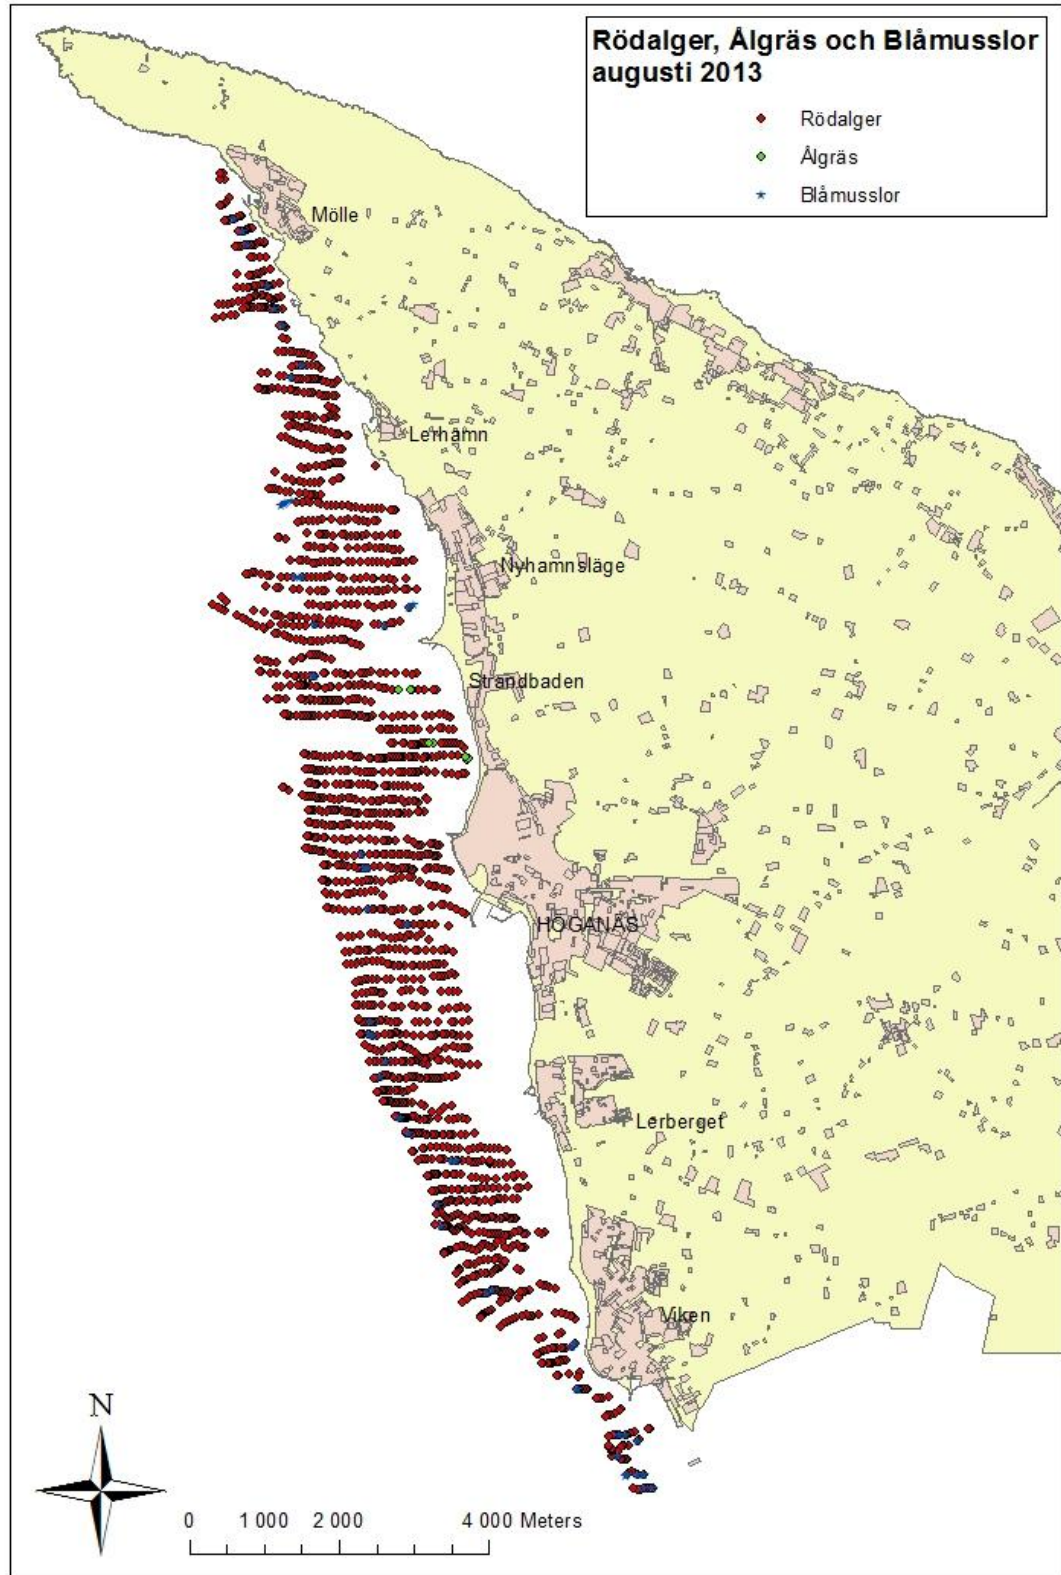 Rödalger, Ålgräs och Blåmusslor
augusti 2013
Rödalger
Ålgräs
Blåmusslor
Mölle
Lerhamn
Nyhamnsläge
Strandbaden
HÖGANÄS
Lerberget
Viken
N
0 1 000 2 000 4 000 Meters